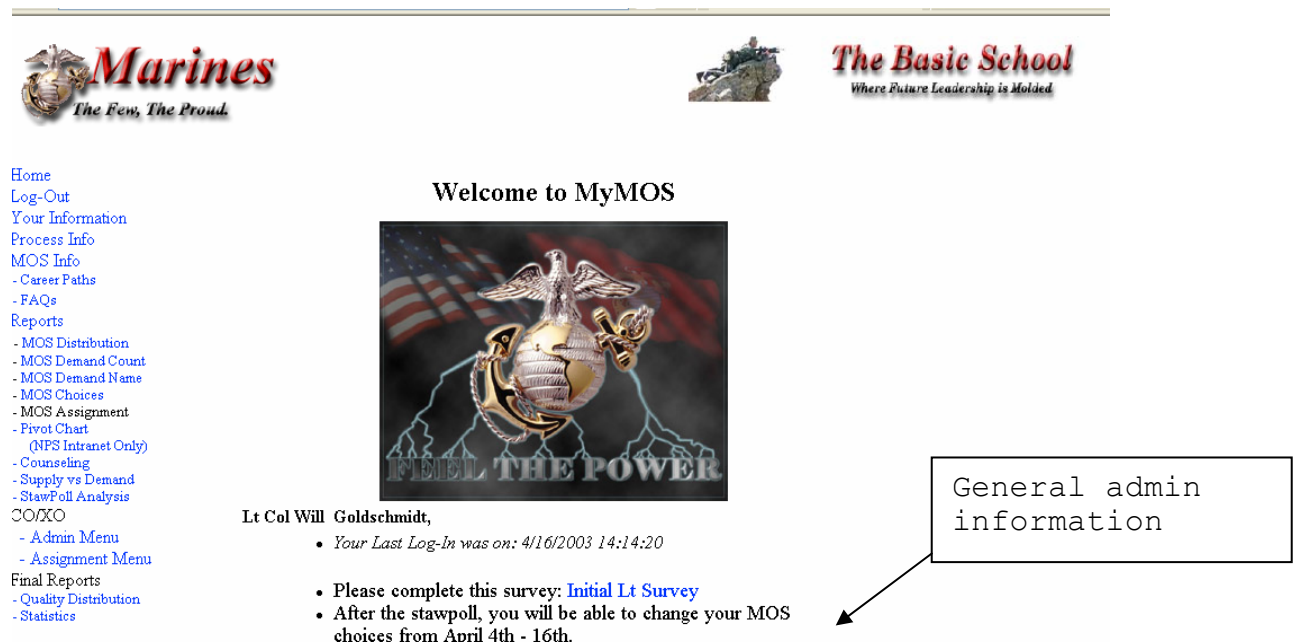 Marines
The Few, The Proud.
The Basic School
Where Future Leadership is Molded
Home
Log-Out
Your Information
Process Info
MOS Info
- Career Paths
- FAQs
Reports
- MOS Distribution
- MOS Demand Count
- MOS Demand Name
- MOS Choices
- MOS Assignment
- Pivot Chart
(NPS Intranet Only)
- Counseling
- Supply vs Demand
- StawPoll Analysis
CO/XO
- Admin Menu
- Assignment Menu
Final Reports
- Quality Distribution
- Statistics
Welcome to MyMOS
FEEL THE POWER
Lt Col Will Goldschmidt,
• Your Last Log-In was on: 4/16/2003 14:14:20
• Please complete this survey: Initial Lt Survey
• After the stawpoll, you will be able to change your MOS
choices from April 4th - 16th.
General admin
information